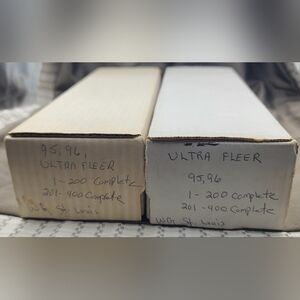 95,96,
ULTRA FLEER
1-200 Complete
201-400 Complete
St. Louis
ULTRA FLEER
95,96
1-200 Complete
201-400 Complete
St. Louis